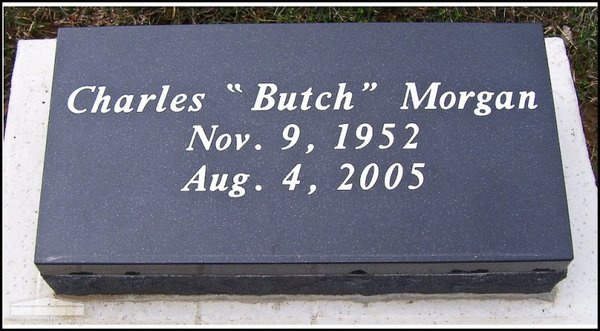 Charles "Butch" Morgan
Nov. 9, 1952
Aug. 4, 2005